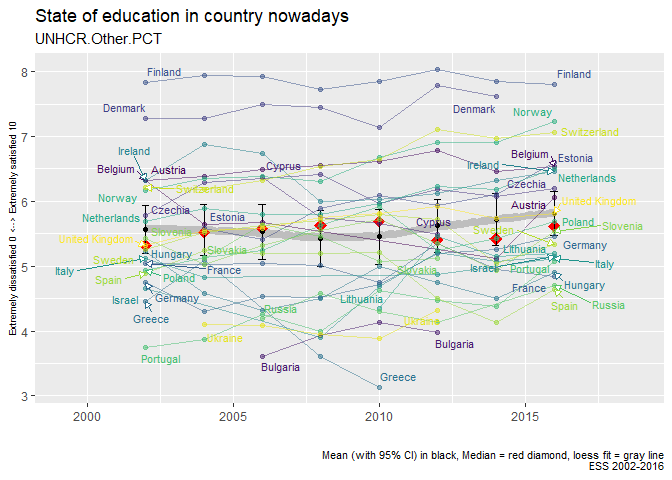 State of education in country nowadays
UNHCR.Other.PCT
Extremely dissatisfied 0 <-> Extremely satisfied 10
8
7
6
5
4
3
Finland
Finland
Denmark
Denmark
Norway
Switzerland
Ireland
Belgium
Austria
Cyprus
Belgium
Estonia
Ireland
Netherlands
Switzerland
Czechia
Norway
Czechia
Estonia
Austria
United Kingdom
Netherlands
Cyprus
Poland
Slovenia
United Kingdom
Slovenia
Sweden
Hungary
Slovakia
Lithuania
Germany
Sweden
Italy
France
Slovakia
Israel
Portugal
Italy
Spain
Poland
Germany
Israel
Lithuania
France
Hungary
Greece
Russia
Ukraine
Spain
Russia
Ukraine
Portugal
Bulgaria
Bulgaria
Greece
2000
2005
2010
2015
Mean (with 95% CI) in black, Median = red diamond, loess fit = gray line
ESS 2002-2016